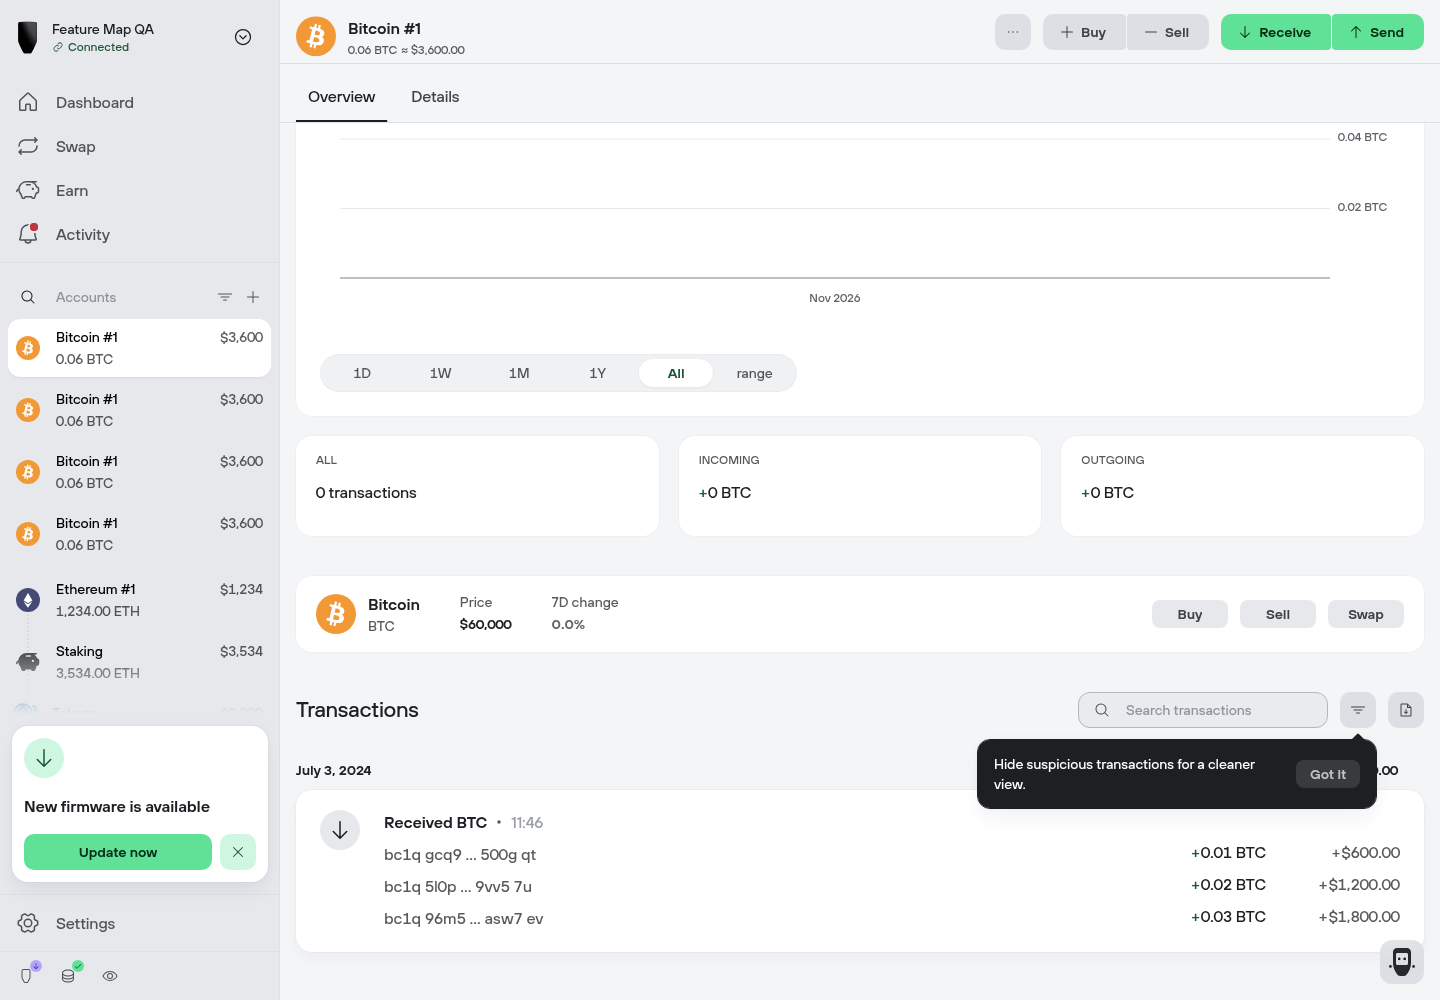 Feature Map QA
Connected
Dashboard
Swap
Earn
Activity
Accounts
Bitcoin #1 $3,600
0.06 BTC
Bitcoin #1 $3,600
0.06 BTC
Bitcoin #1 $3,600
0.06 BTC
Bitcoin #1 $3,600
0.06 BTC
Ethereum #1 $1,234
1,234.00 ETH
Staking $3,534
3,534.00 ETH
New firmware is available
Update now
Settings
Bitcoin #1
0.06 BTC ≈ $3,600.00
... Buy Sell Receive Send
Overview Details
0.04 BTC
0.02 BTC
Nov 2026
1D 1W 1M 1Y All range
ALL
0 transactions
INCOMING
+0 BTC
OUTGOING
+0 BTC
Bitcoin
BTC
Price
$60,000
7D change
0.0%
Buy Sell Swap
Transactions
Search transactions
Hide suspicious transactions for a cleaner
view.
Got it
July 3, 2024
Received BTC • 11:46
bc1q gcq9 ... 500g qt +0.01 BTC +$600.00
bc1q 5l0p ... 9vv5 7u +0.02 BTC +$1,200.00
bc1q 96m5 ... asw7 ev +0.03 BTC +$1,800.00